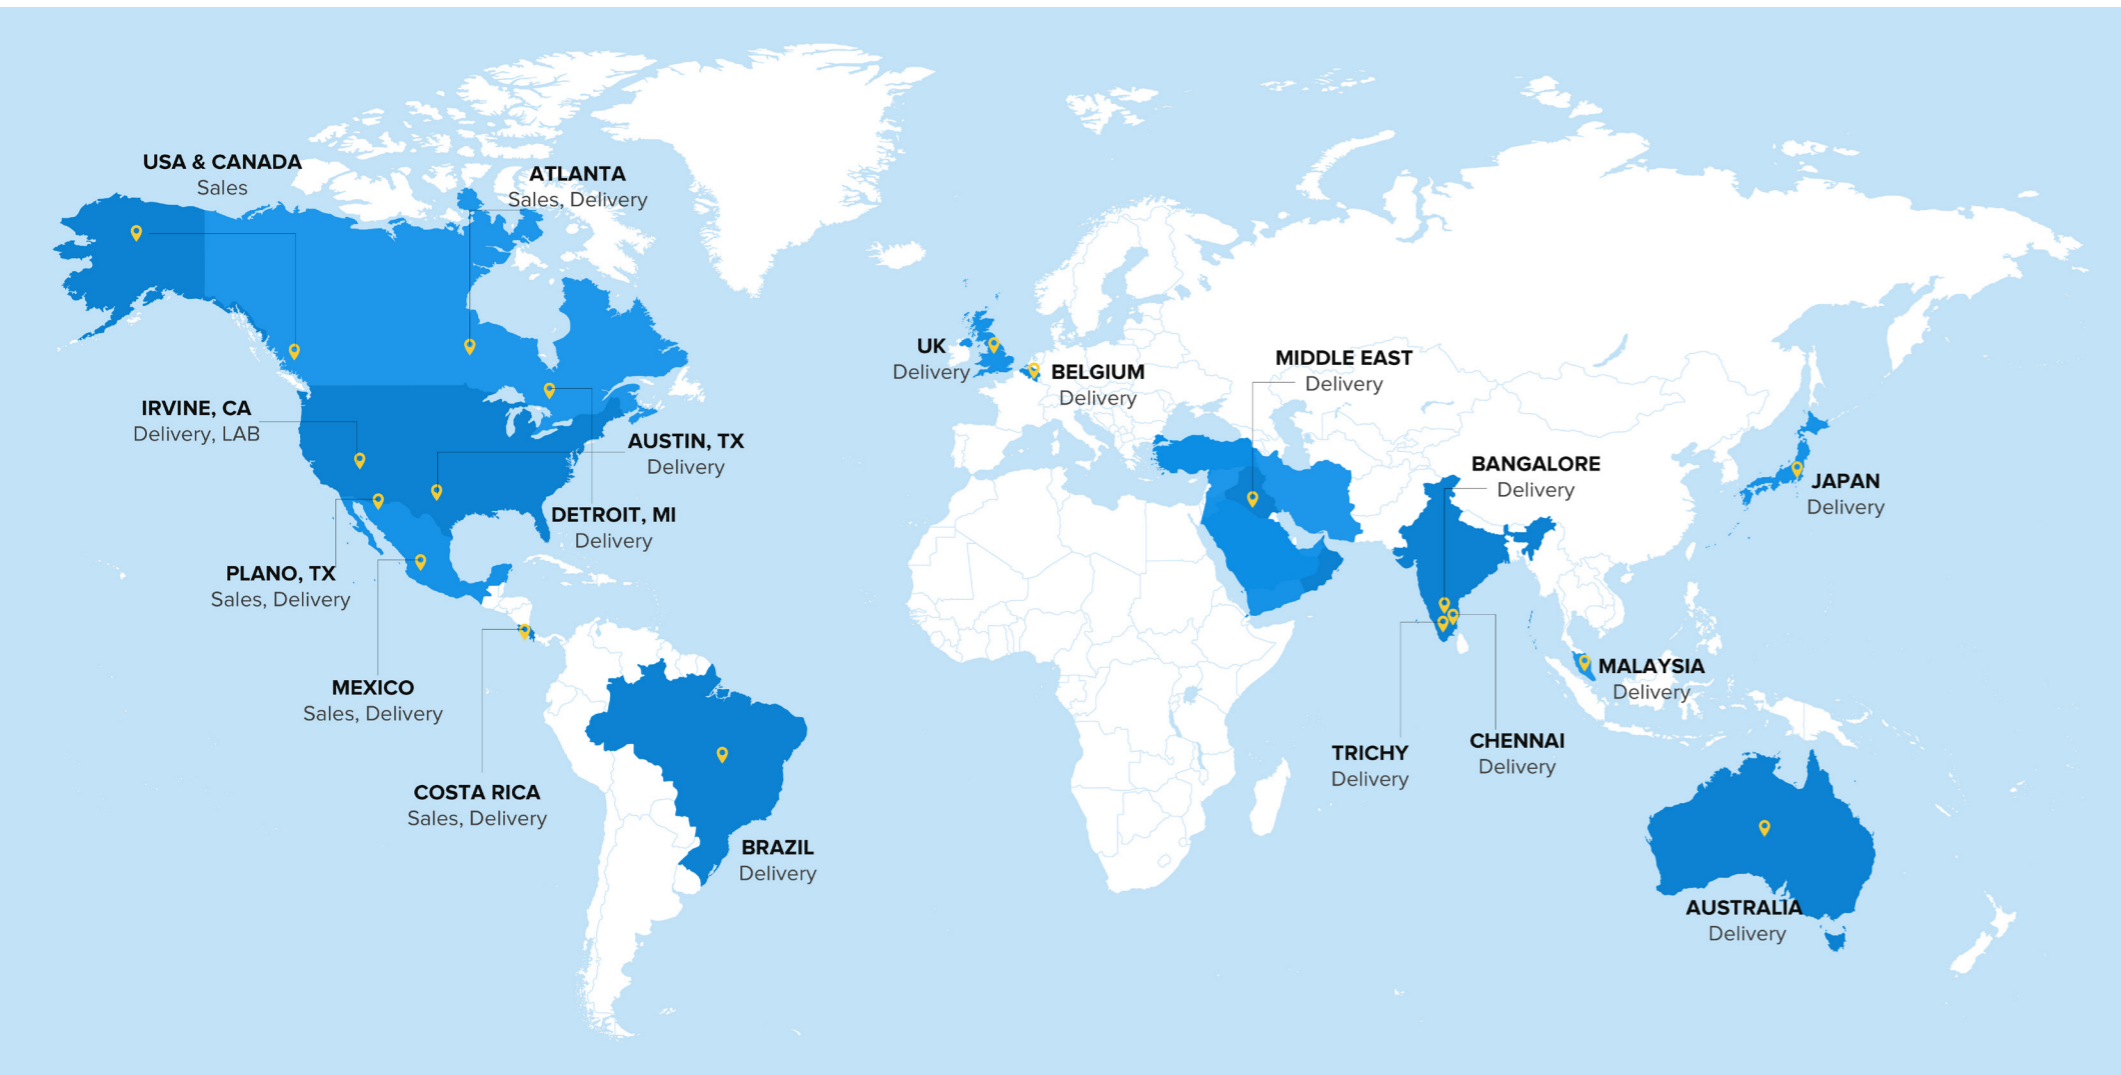 USA & CANADA
Sales
ATLANTA
Sales, Delivery
UK
Delivery
BELGIUM
Delivery
MIDDLE EAST
Delivery
IRVINE, CA
Delivery, LAB
AUSTIN, TX
Delivery
BANGALORE
Delivery
JAPAN
Delivery
DETROIT, MI
Delivery
PLANO, TX
Sales, Delivery
MEXICO
Sales, Delivery
MALAYSIA
Delivery
TRICHY
Delivery
CHENNAI
Delivery
COSTA RICA
Sales, Delivery
BRAZIL
Delivery
AUSTRALIA
Delivery